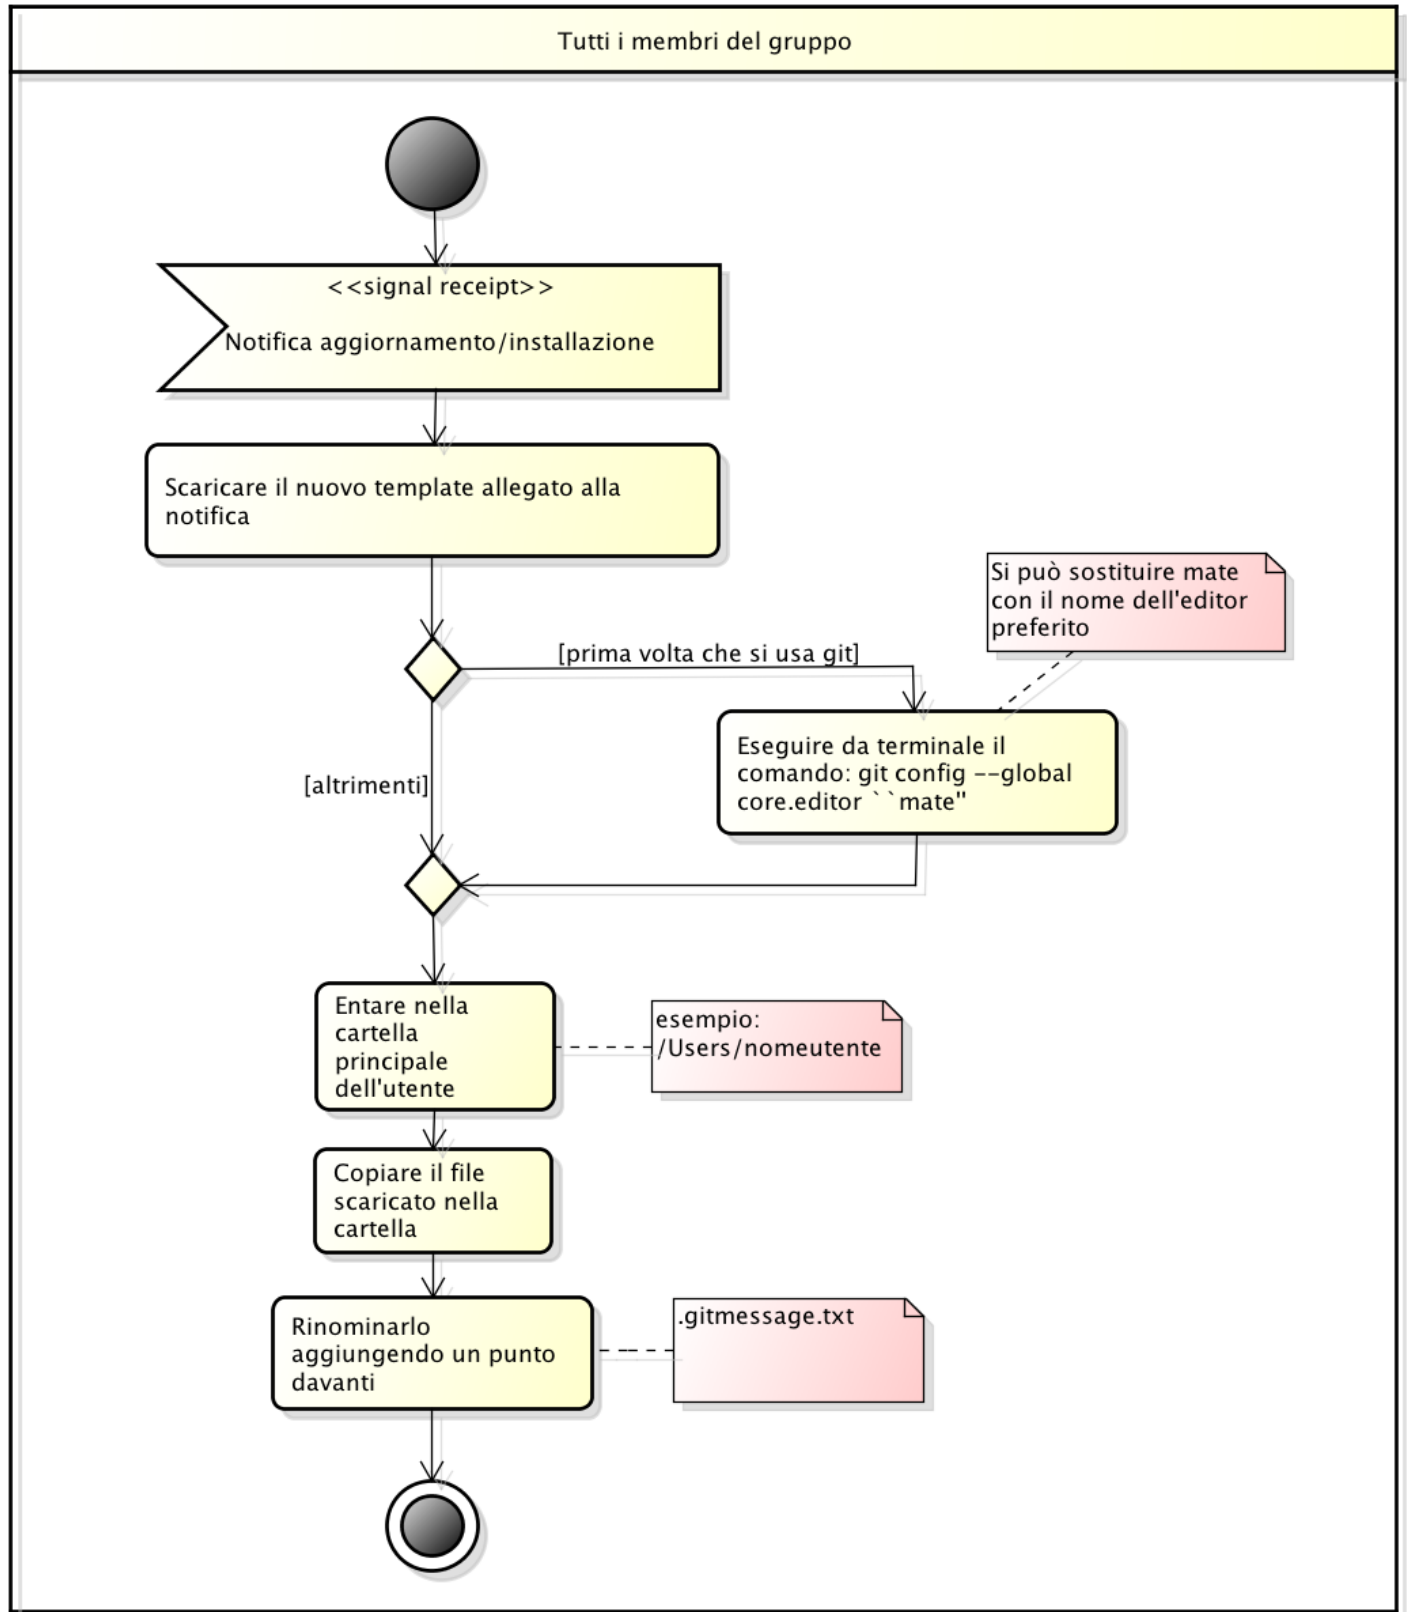 Tutti i membri del gruppo
<<signal receipt>>
Notifica aggiornamento/installazione
Scaricare il nuovo template allegato alla
notifica
Si può sostituire mate
con il nome dell'editor
preferito
[prima volta che si usa git]
Eseguire da terminale il
comando: git config --global
core.editor ``mate"
[altrimenti]
Entare nella
cartella
principale
dell'utente
esempio:
/Users/nomeutente
Copiare il file
scaricato nella
cartella
Rinominarlo
aggiungendo un punto
davanti
.gitmessage.txt